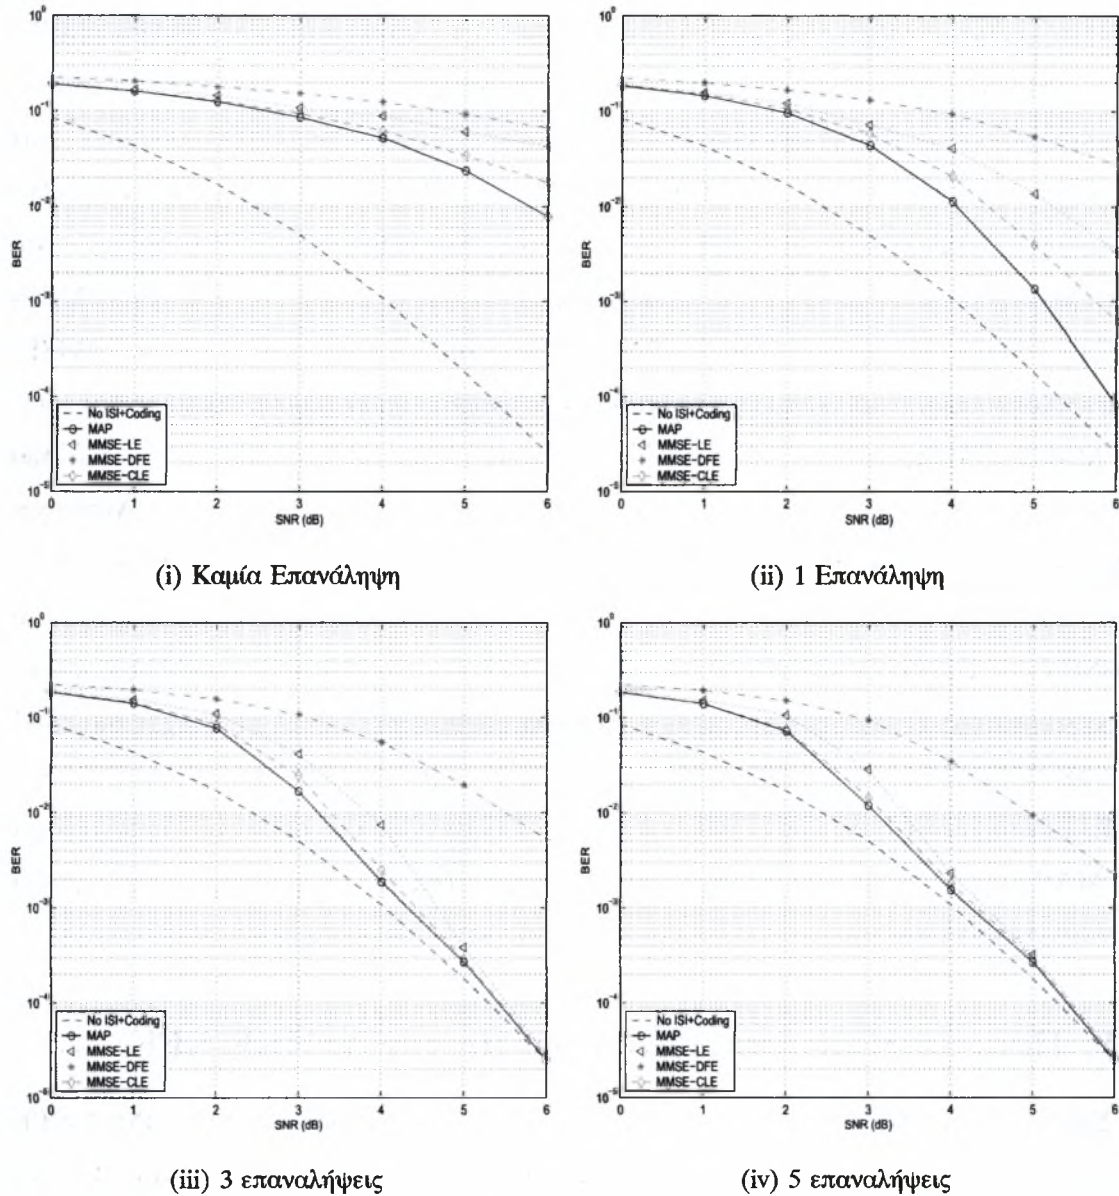 10⁰
10⁻¹
10⁻²
10⁻³
10⁻⁴
10⁻⁵
BER
0 1 2 3 4 5 6
SNR (dB)
No ISI+Coding
MAP
MMSE-LE
MMSE-DFE
MMSE-CLE
(i) Καμία Επανάληψη
10⁰
10⁻¹
10⁻²
10⁻³
10⁻⁴
10⁻⁵
BER
0 1 2 3 4 5 6
SNR (dB)
No ISI+Coding
MAP
MMSE-LE
MMSE-DFE
MMSE-CLE
(ii) 1 Επανάληψη
10⁰
10⁻¹
10⁻²
10⁻³
10⁻⁴
10⁻⁵
BER
0 1 2 3 4 5 6
SNR (dB)
No ISI+Coding
MAP
MMSE-LE
MMSE-DFE
MMSE-CLE
(iii) 3 επαναλήψεις
10⁰
10⁻¹
10⁻²
10⁻³
10⁻⁴
10⁻⁵
BER
0 1 2 3 4 5 6
SNR (dB)
No ISI+Coding
MAP
MMSE-LE
MMSE-DFE
MMSE-CLE
(iv) 5 επαναλήψεις